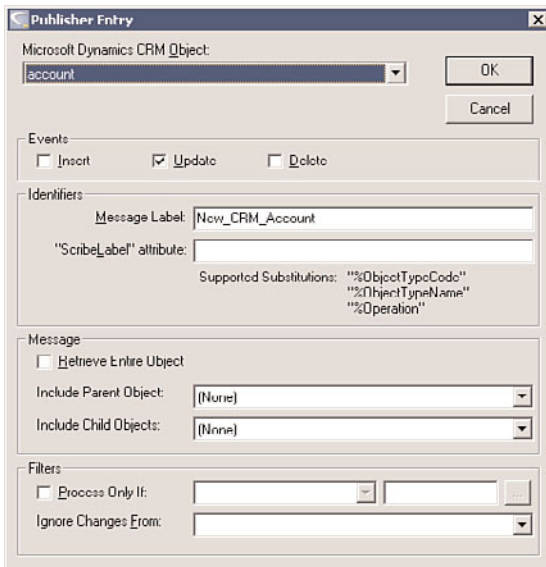 Publisher Entry
Microsoft Dynamics CRM Object:
account
OK
Cancel
Events
Insert
Update
Delete
Identifiers
Message Label:
New_CRM_Account
"ScribeLabel" attribute:
Supported Substitutions: "%ObjectTypeCode"
"%ObjectTypeName"
"%Operation"
Message
Retrieve Entire Object
Include Parent Object:
(None)
Include Child Objects:
(None)
Filters
Process Only If:
...
Ignore Changes From: